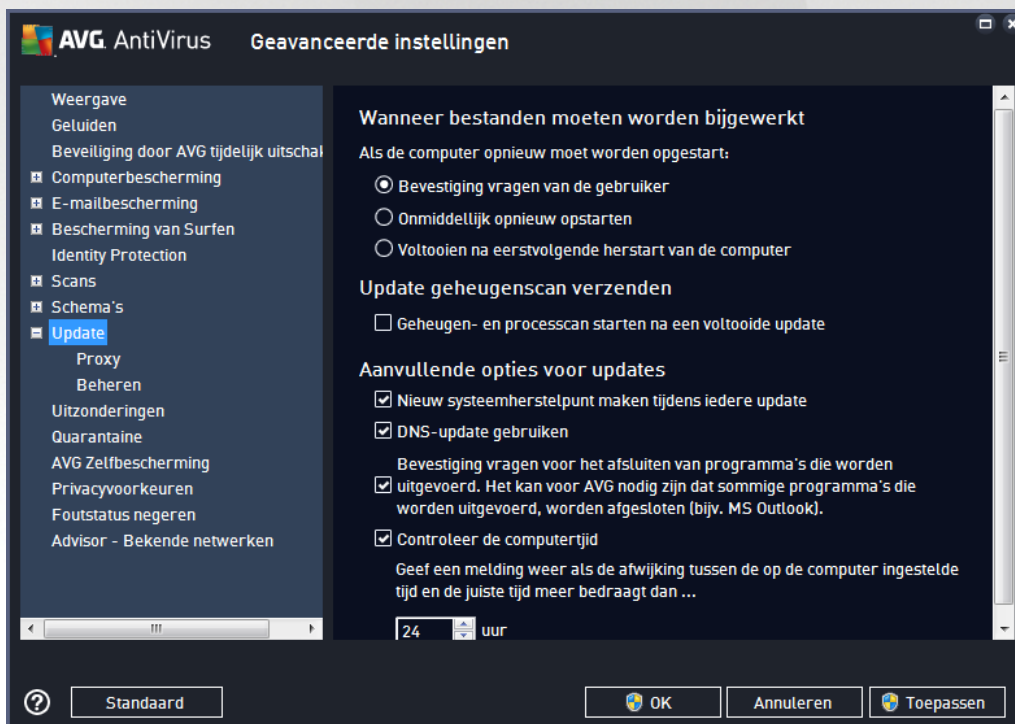 AVG. AntiVirus Geavanceerde instellingen
Weergave
Geluiden
Beveiliging door AVG tijdelijk uitschak
Computerbescherming
E-mailbescherming
Bescherming van Surfen
Identity Protection
Scans
Schema's
Update
Proxy
Beheren
Uitzonderingen
Quarantaine
AVG Zelfbescherming
Privacyvoorkeuren
Foutstatus negeren
Advisor - Bekende netwerken
Wanneer bestanden moeten worden bijgewerkt
Als de computer opnieuw moet worden opgestart:
Bevestiging vragen van de gebruiker
Onmiddellijk opnieuw opstarten
Voltooien na eerstvolgende herstart van de computer
Update geheugenscan verzenden
Geheugen- en processcan starten na een voltooide update
Aanvullende opties voor updates
Nieuw systeemherstelpunt maken tijdens iedere update
DNS-update gebruiken
Bevestiging vragen voor het afsluiten van programma's die worden
uitgevoerd. Het kan voor AVG nodig zijn dat sommige programma's die
worden uitgevoerd, worden afgesloten (bijv. MS Outlook).
Controleer de computertijd
Geef een melding weer als de afwijking tussen de op de computer ingestelde
tijd en de juiste tijd meer bedraagt dan ...
24 uur
? Standaard OK Annuleren Toepassen